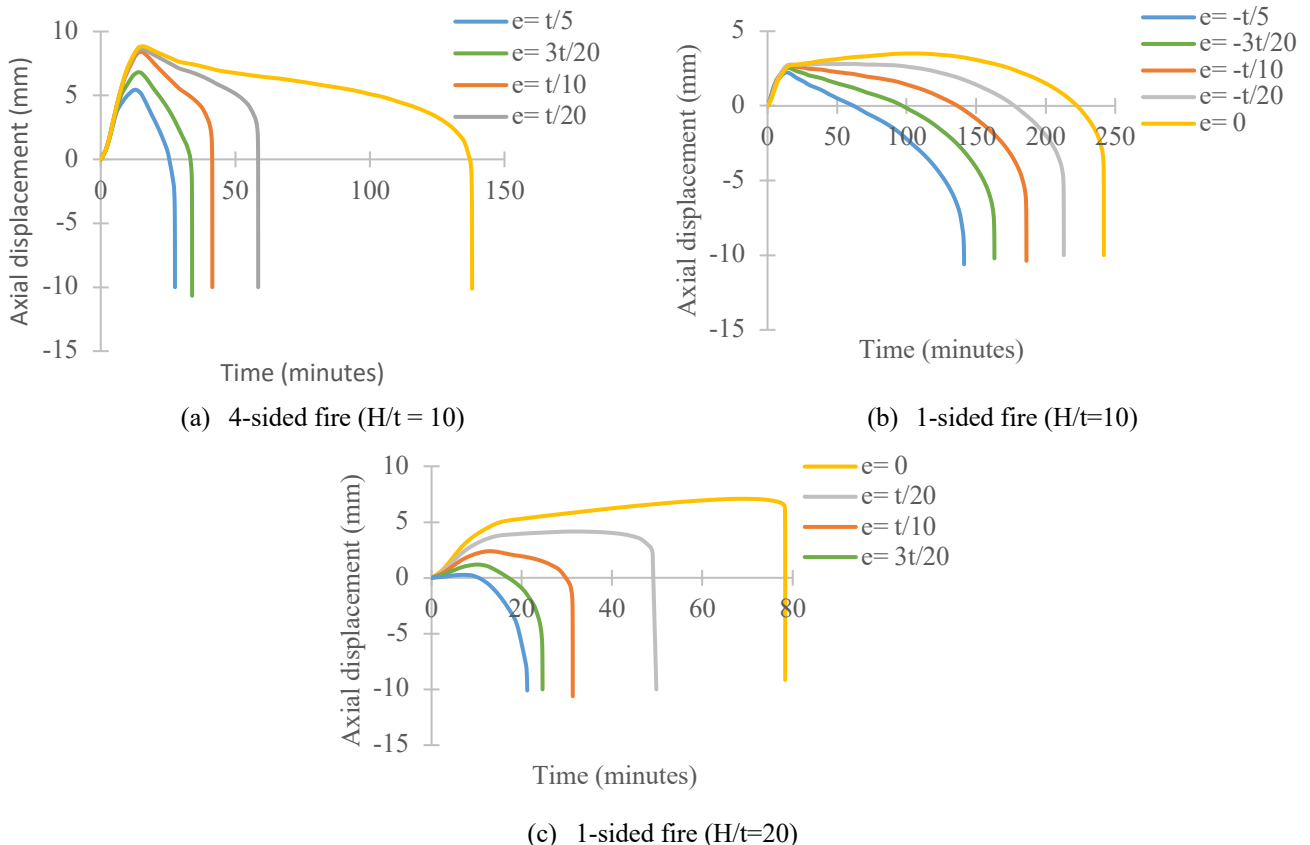 10
5
0
-5
-10
-15
0
50
100
150
Axial displacement (mm)
Time (minutes)
e= t/5
e= 3t/20
e= t/10
e= t/20
(a) 4-sided fire (H/t = 10)
5
0
-5
-10
-15
0
50
100
150
200
250
Axial displacement (mm)
Time (minutes)
e= -t/5
e= -3t/20
e= -t/10
e= -t/20
e= 0
(b) 1-sided fire (H/t=10)
10
5
0
-5
-10
-15
0
20
40
60
80
Axial displacement (mm)
Time (minutes)
e= 0
e= t/20
e= t/10
e= 3t/20
(c) 1-sided fire (H/t=20)